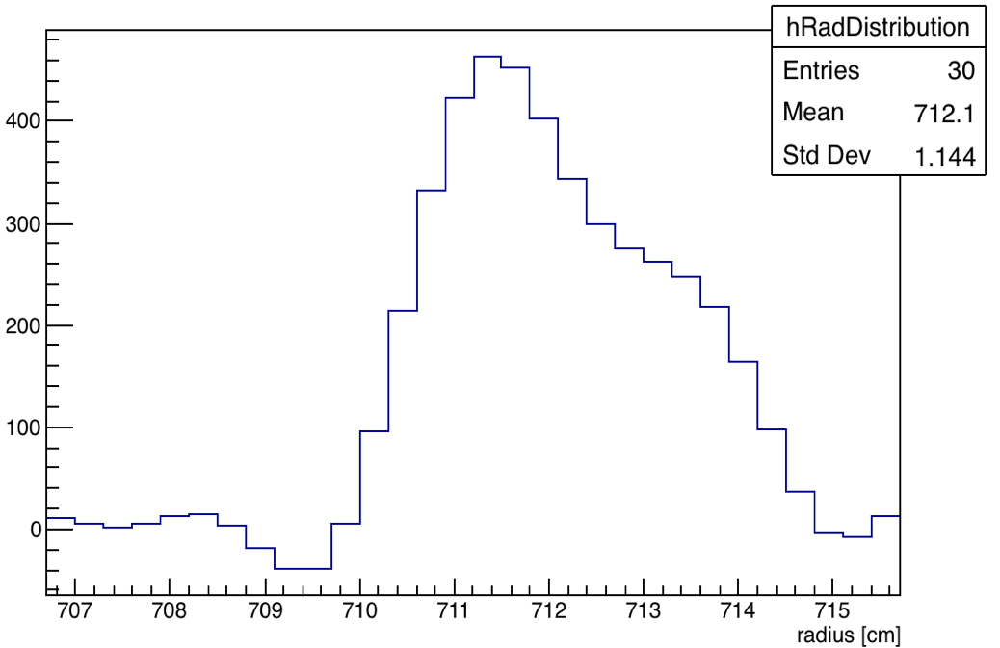 hRadDistribution
Entries 30
Mean 712.1
Std Dev 1.144
400
300
200
100
0
707 708 709 710 711 712 713 714 715
radius [cm]